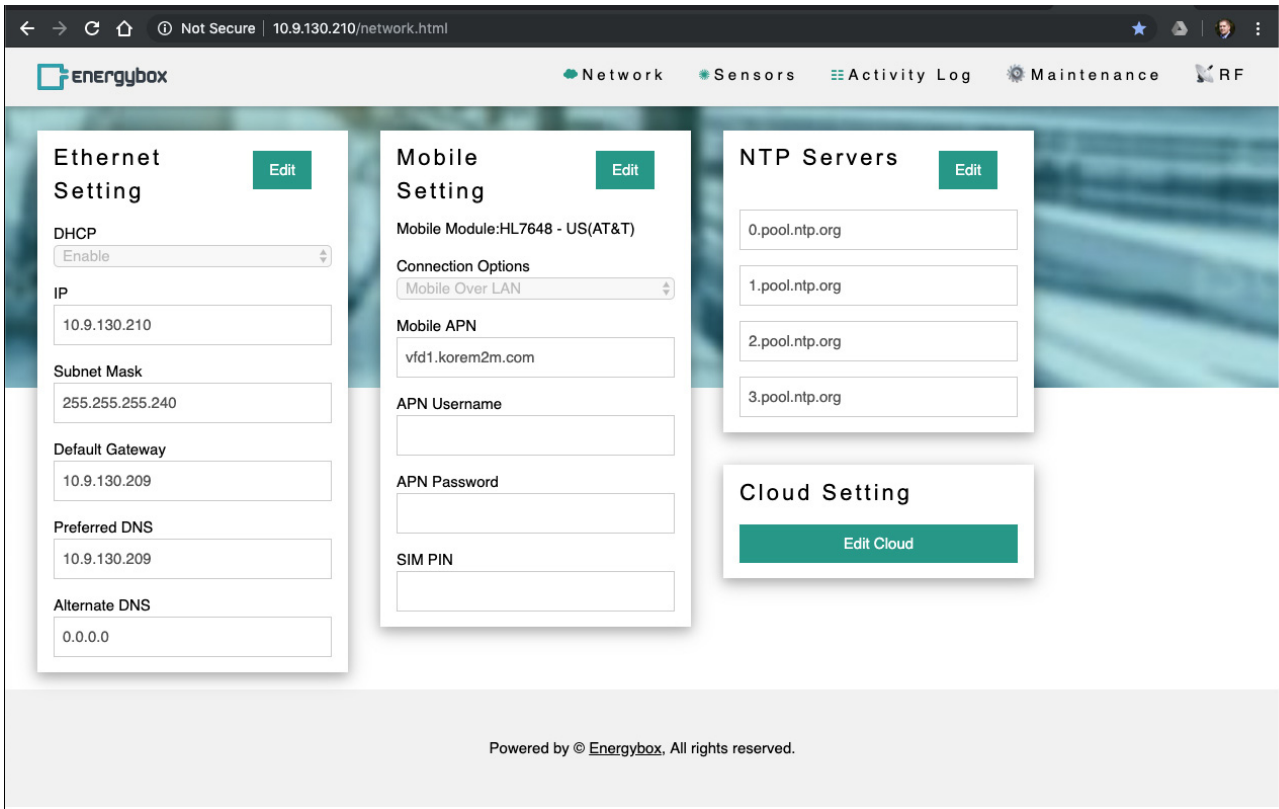 Not Secure | 10.9.130.210/network.html
energybox
Network Sensors Activity Log Maintenance RF
Ethernet
Setting
Edit
DHCP
Enable
IP
10.9.130.210
Subnet Mask
255.255.255.240
Default Gateway
10.9.130.209
Preferred DNS
10.9.130.209
Alternate DNS
0.0.0.0
Mobile
Setting
Edit
Mobile Module:HL7648 - US(AT&T)
Connection Options
Mobile Over LAN
Mobile APN
vfd1.korem2m.com
APN Username
APN Password
SIM PIN
NTP Servers
Edit
0.pool.ntp.org
1.pool.ntp.org
2.pool.ntp.org
3.pool.ntp.org
Cloud Setting
Edit Cloud
Powered by © Energybox, All rights reserved.